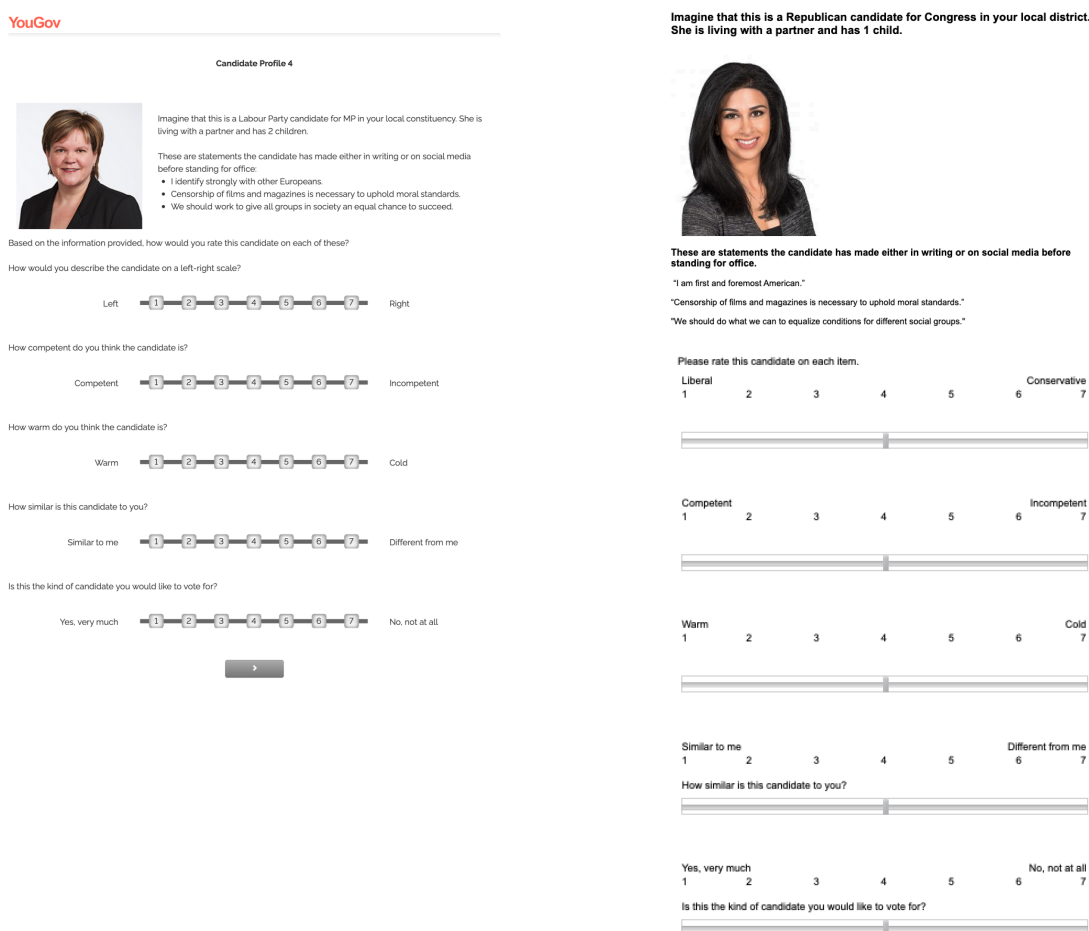 YouGov
Candidate Profile 4
Imagine that this is a Labour Party candidate for MP in your local constituency. She is
living with a partner and has 2 children.
These are statements the candidate has made either in writing or on social media
before standing for office:
• I identify strongly with other Europeans.
• Censorship of films and magazines is necessary to uphold moral standards.
• We should work to give all groups in society an equal chance to succeed.
Based on the information provided, how would you rate this candidate on each of these?
How would you describe the candidate on a left-right scale?
Left 1 2 3 4 5 6 7 Right
How competent do you think the candidate is?
Competent 1 2 3 4 5 6 7 Incompetent
How warm do you think the candidate is?
Warm 1 2 3 4 5 6 7 Cold
How similar is this candidate to you?
Similar to me 1 2 3 4 5 6 7 Different from me
Is this the kind of candidate you would like to vote for?
Yes, very much 1 2 3 4 5 6 7 No, not at all
>
Imagine that this is a Republican candidate for Congress in your local district.
She is living with a partner and has 1 child.
These are statements the candidate has made either in writing or on social media before
standing for office.
"I am first and foremost American."
"Censorship of films and magazines is necessary to uphold moral standards."
"We should do what we can to equalize conditions for different social groups."
Please rate this candidate on each item.
Liberal Conservative
1 2 3 4 5 6 7
Competent Incompetent
1 2 3 4 5 6 7
Warm Cold
1 2 3 4 5 6 7
Similar to me Different from me
1 2 3 4 5 6 7
How similar is this candidate to you?
Yes, very much No, not at all
1 2 3 4 5 6 7
Is this the kind of candidate you would like to vote for?